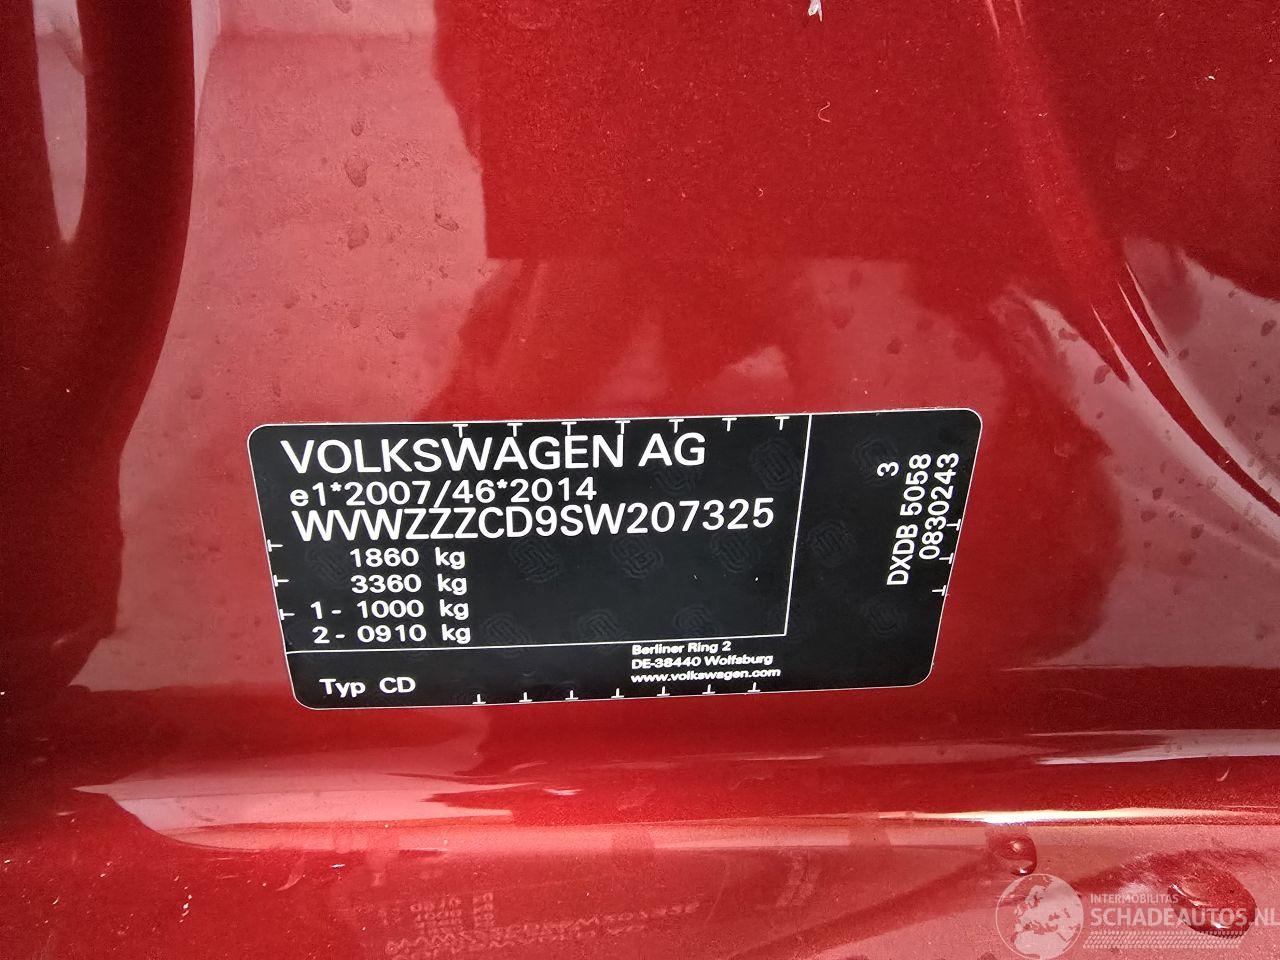 VOLKSWAGEN AG
e1*2007/46*2014
WVWZZZCD9SW207325
1860 kg
3360 kg
1- 1000 kg
2- 0910 kg
Berliner Ring 2
DE-38440 Wolfsburg
www.volkswagen.com
Typ CD
3
DXDB 5058
0830243
INTERMOBILITAS
SCHADEAUTOS.NL